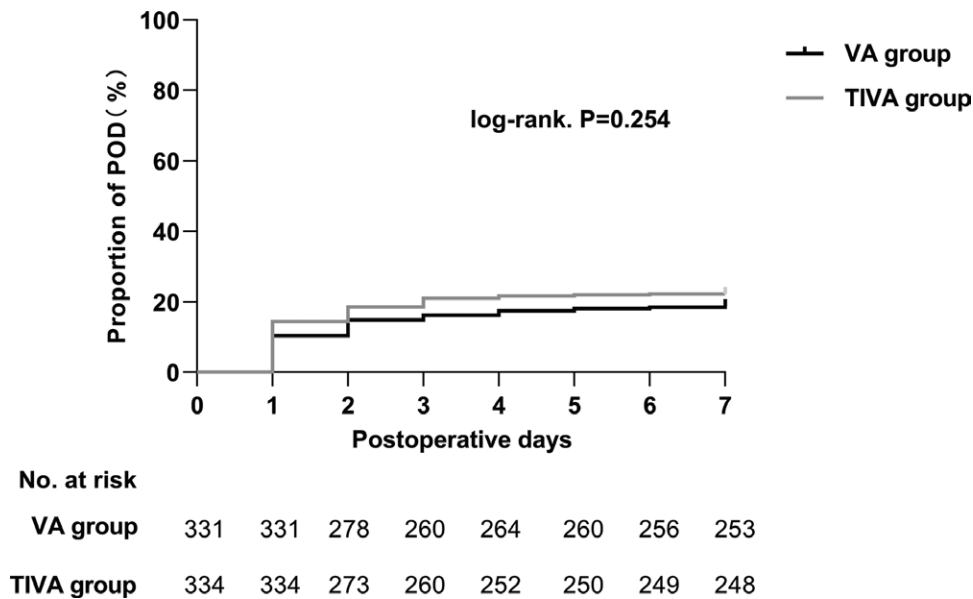 100
80
60
40
20
0
Proportion of POD(%)
log-rank. P=0.254
VA group
TIVA group
0 1 2 3 4 5 6 7
Postoperative days
No. at risk
VA group 331 331 278 260 264 260 256 253
TIVA group 334 334 273 260 252 250 249 248